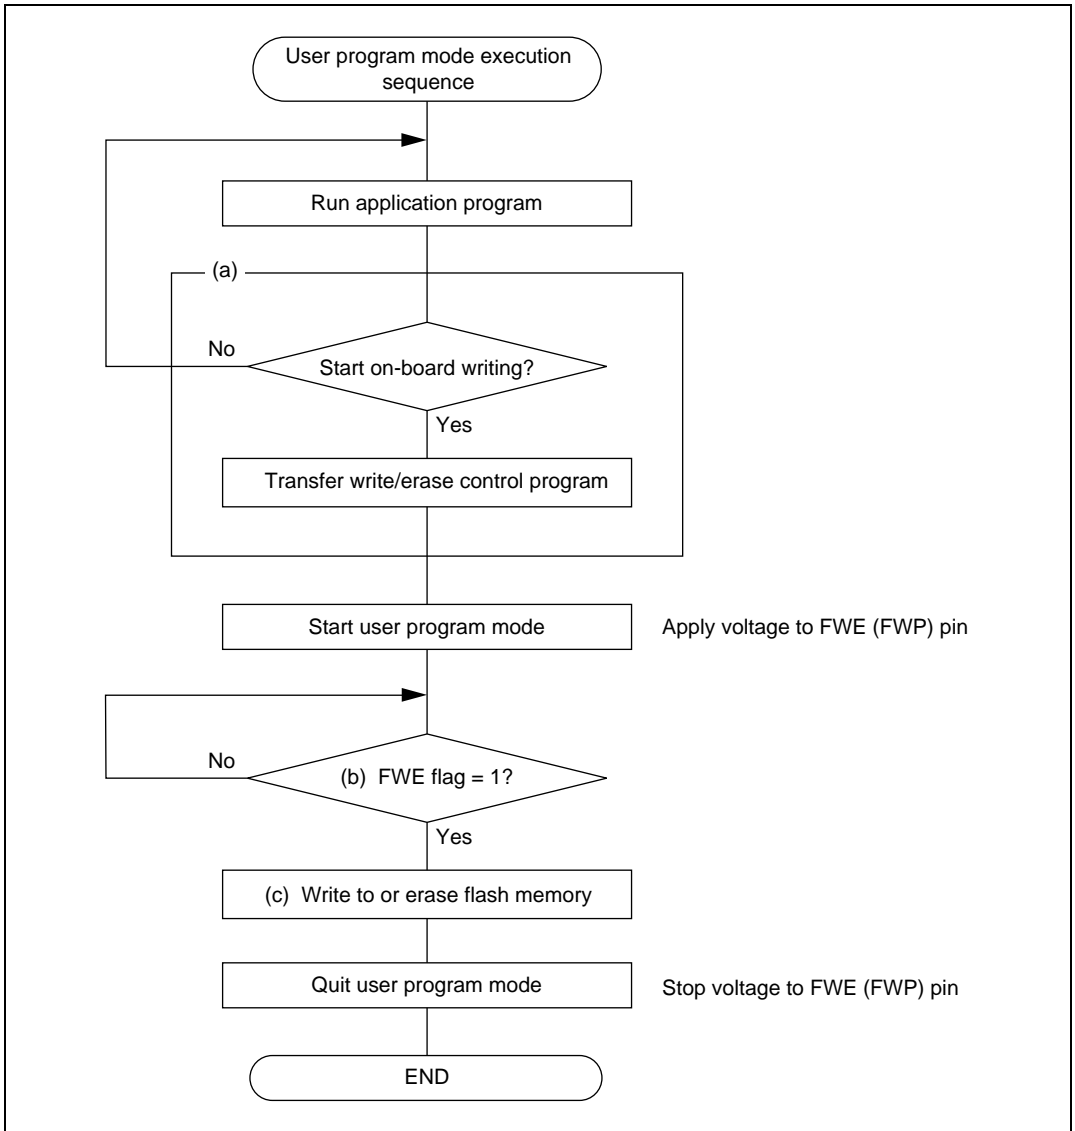 User program mode execution
sequence
Run application program
(a)
No
Start on-board writing?
Yes
Transfer write/erase control program
Start user program mode
Apply voltage to FWE (FWP) pin
No
(b) FWE flag = 1?
Yes
(c) Write to or erase flash memory
Quit user program mode
Stop voltage to FWE (FWP) pin
END